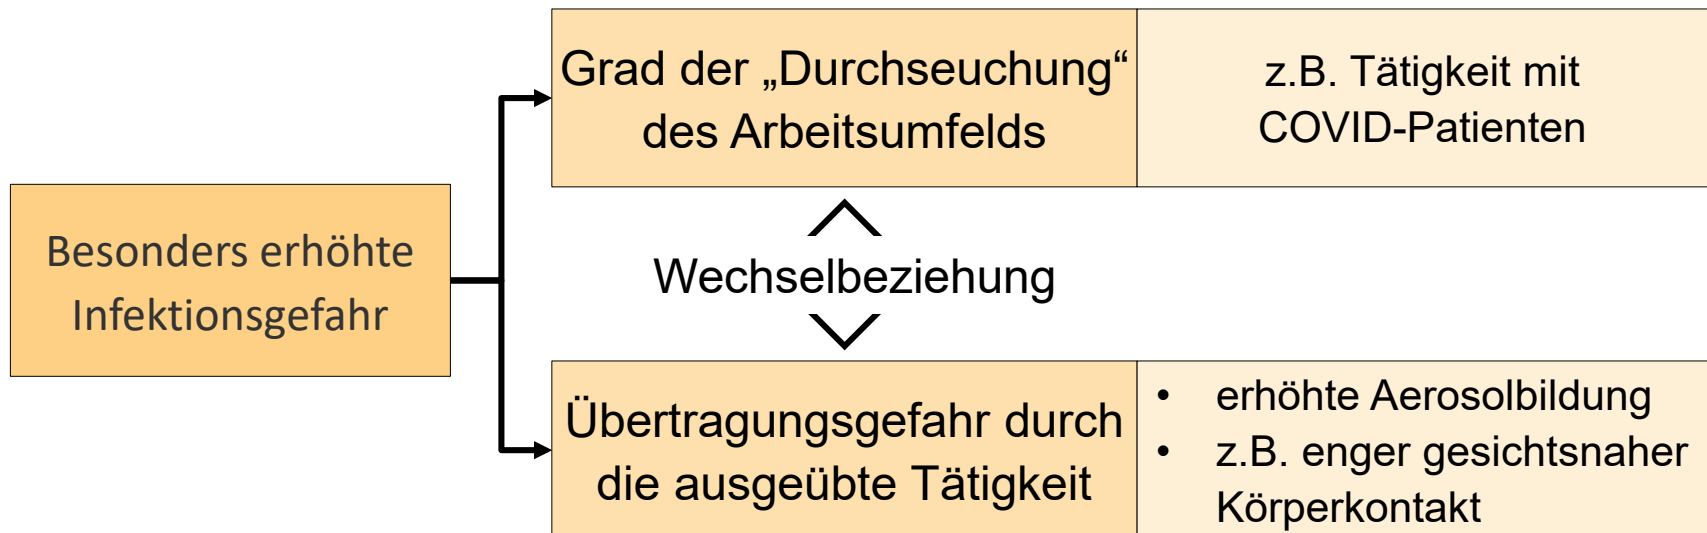 Besonders erhöhte
Infektionsgefahr
Grad der „Durchseuchung“
des Arbeitsumfelds
z.B. Tätigkeit mit
COVID-Patienten
Wechselbeziehung
Übertragungsgefahr durch
die ausgeübte Tätigkeit
• erhöhte Aerosolbildung
• z.B. enger gesichtsnaher
Körperkontakt